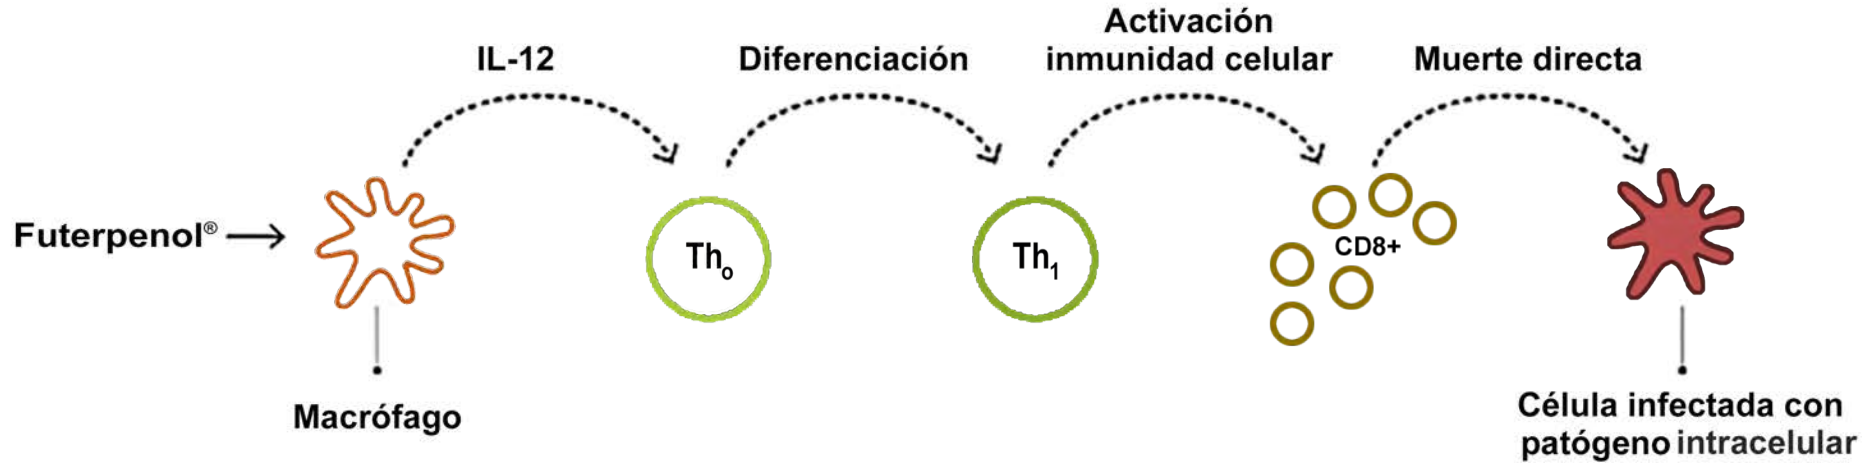 IL-12
Diferenciación
Activación
inmunidad celular
Muerte directa
Futerpenol®
Th₀
Th₁
CD8+
Macrófago
Célula infectada con
patógeno intracelular